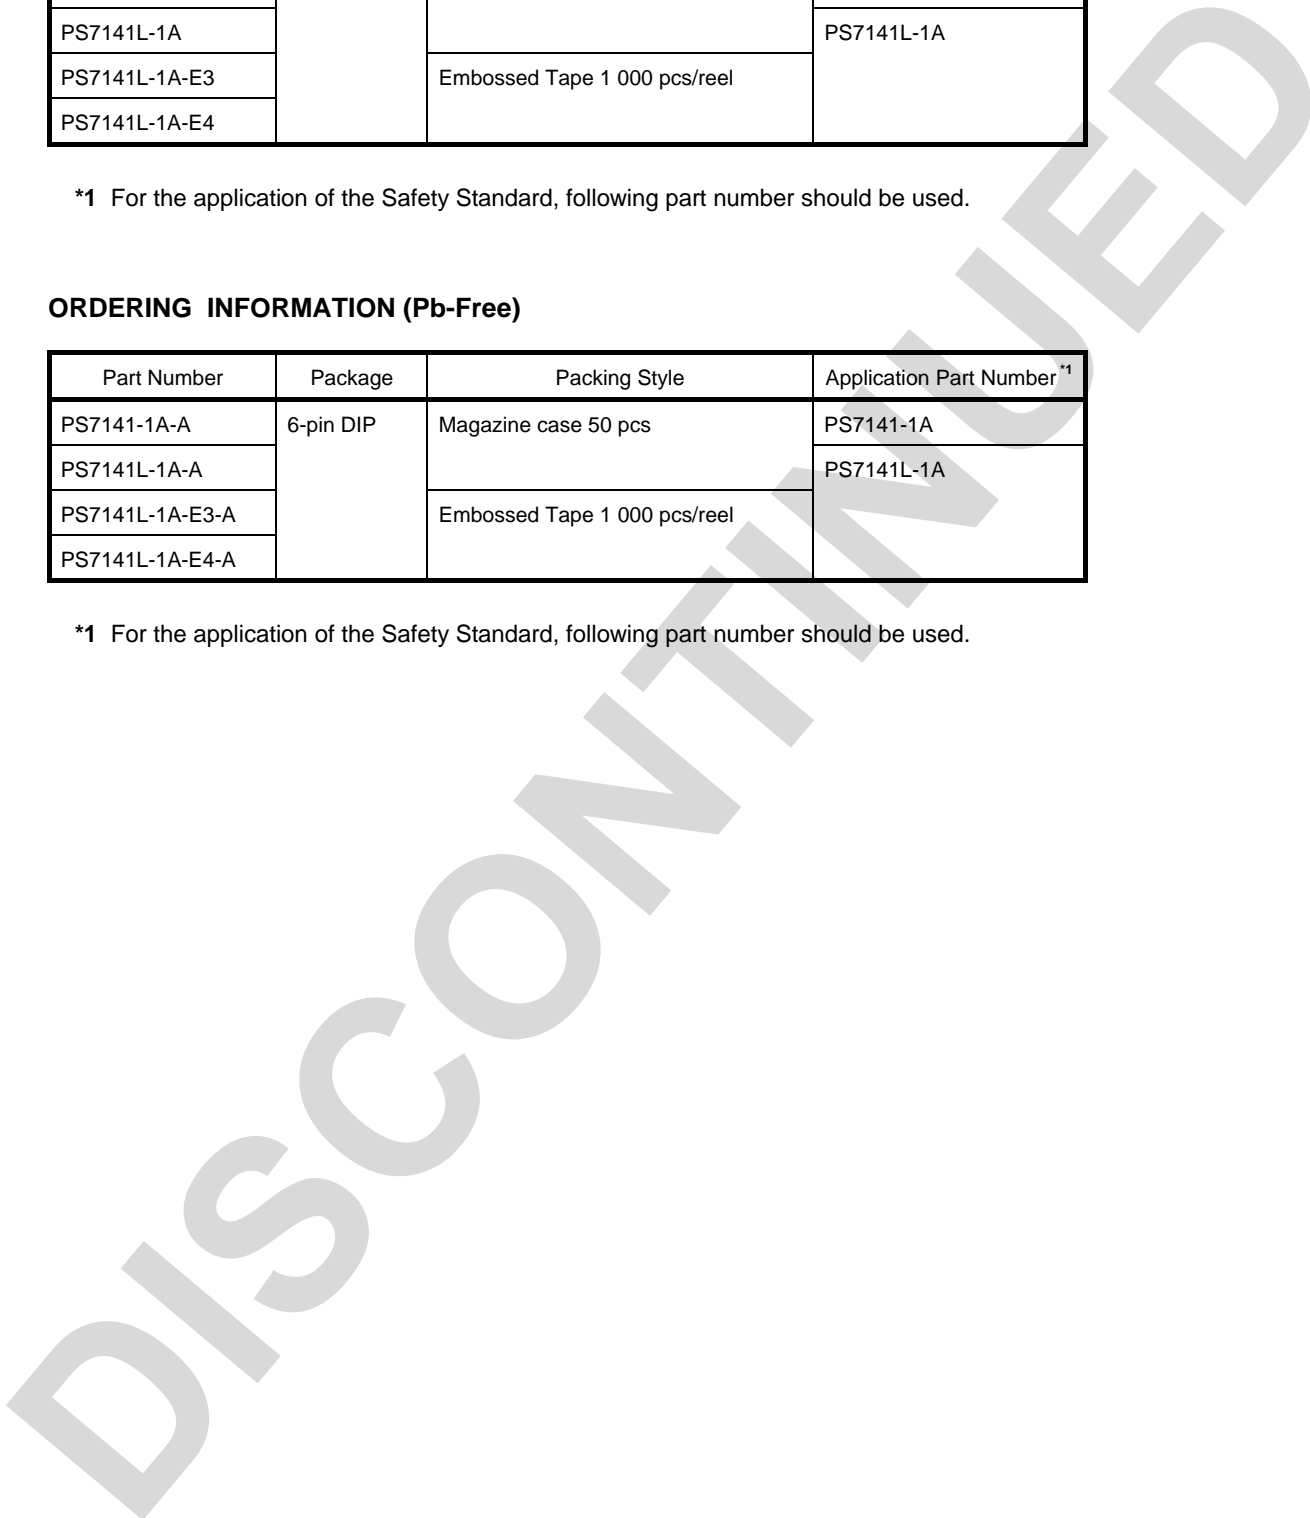 PS7141L-1A PS7141L-1A
PS7141L-1A-E3 Embossed Tape 1 000 pcs/reel
PS7141L-1A-E4
*1 For the application of the Safety Standard, following part number should be used.
ORDERING INFORMATION (Pb-Free)
Part Number Package Packing Style Application Part Number *1
PS7141-1A-A 6-pin DIP Magazine case 50 pcs PS7141-1A
PS7141L-1A-A PS7141L-1A
PS7141L-1A-E3-A Embossed Tape 1 000 pcs/reel
PS7141L-1A-E4-A
*1 For the application of the Safety Standard, following part number should be used.
DISCONTINUED